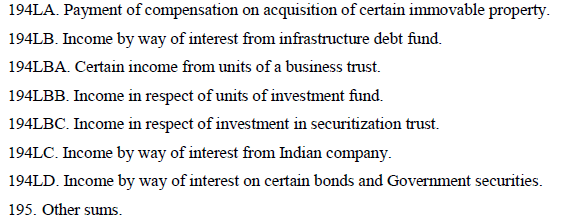 194LA. Payment of compensation on acquisition of certain immovable property.
194LB. Income by way of interest from infrastructure debt fund.
194LBA. Certain income from units of a business trust.
194LBB. Income in respect of units of investment fund.
194LBC. Income in respect of investment in securitization trust.
194LC. Income by way of interest from Indian company.
194LD. Income by way of interest on certain bonds and Government securities.
195. Other sums.